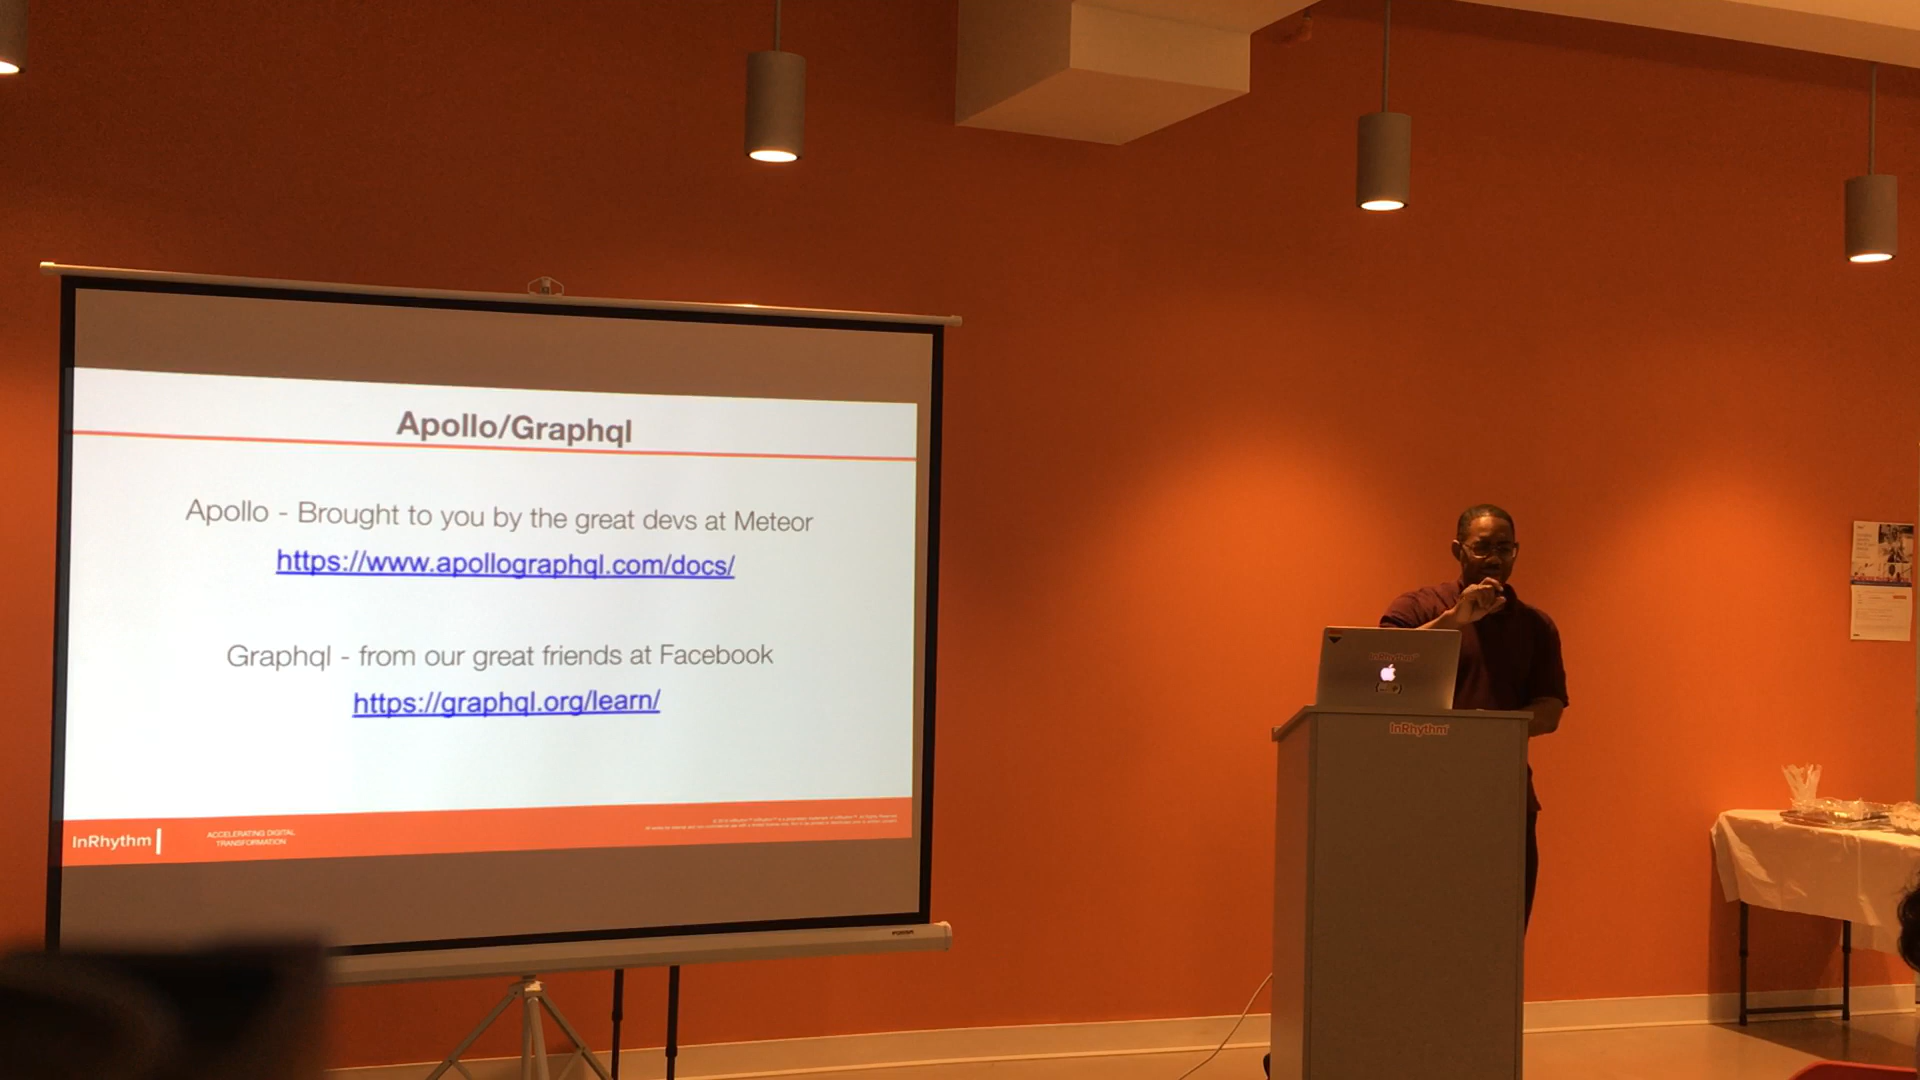 Apollo/Graphql
Apollo - Brought to you by the great devs at Meteor
https://www.apollographql.com/docs/
Graphql - from our great friends at Facebook
https://graphql.org/learn/
InRhythm
ACCELERATING DIGITAL
TRANSFORMATION
InRhythm
InRhythm